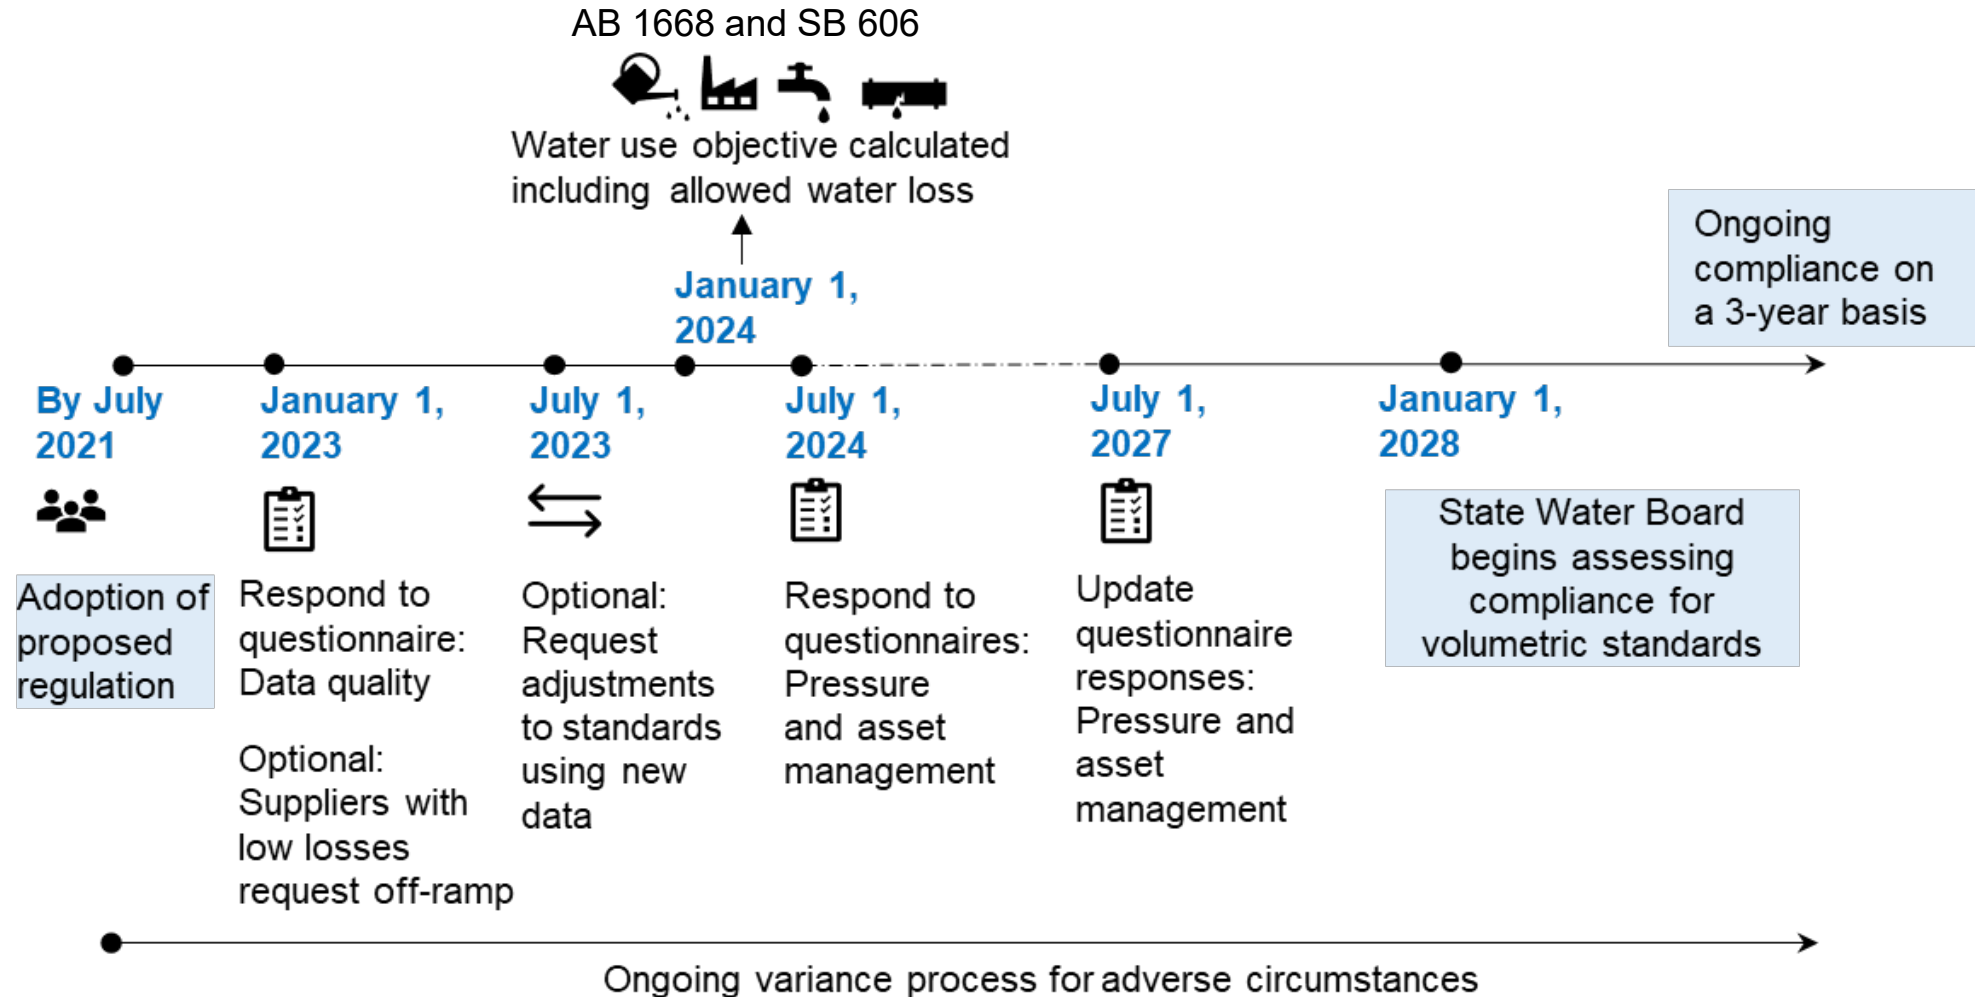 AB 1668 and SB 606
Water use objective calculated
including allowed water loss
January 1,
2024
Ongoing
compliance on
a 3-year basis
By July
2021
Adoption of
proposed
regulation
January 1,
2023
Respond to
questionnaire:
Data quality
Optional:
Suppliers with
low losses
request off-ramp
July 1,
2023
Optional:
Request
adjustments
to standards
using new
data
July 1,
2024
Respond to
questionnaires:
Pressure
and asset
management
July 1,
2027
Update
questionnaire
responses:
Pressure and
asset
management
January 1,
2028
State Water Board
begins assessing
compliance for
volumetric standards
Ongoing variance process for adverse circumstances